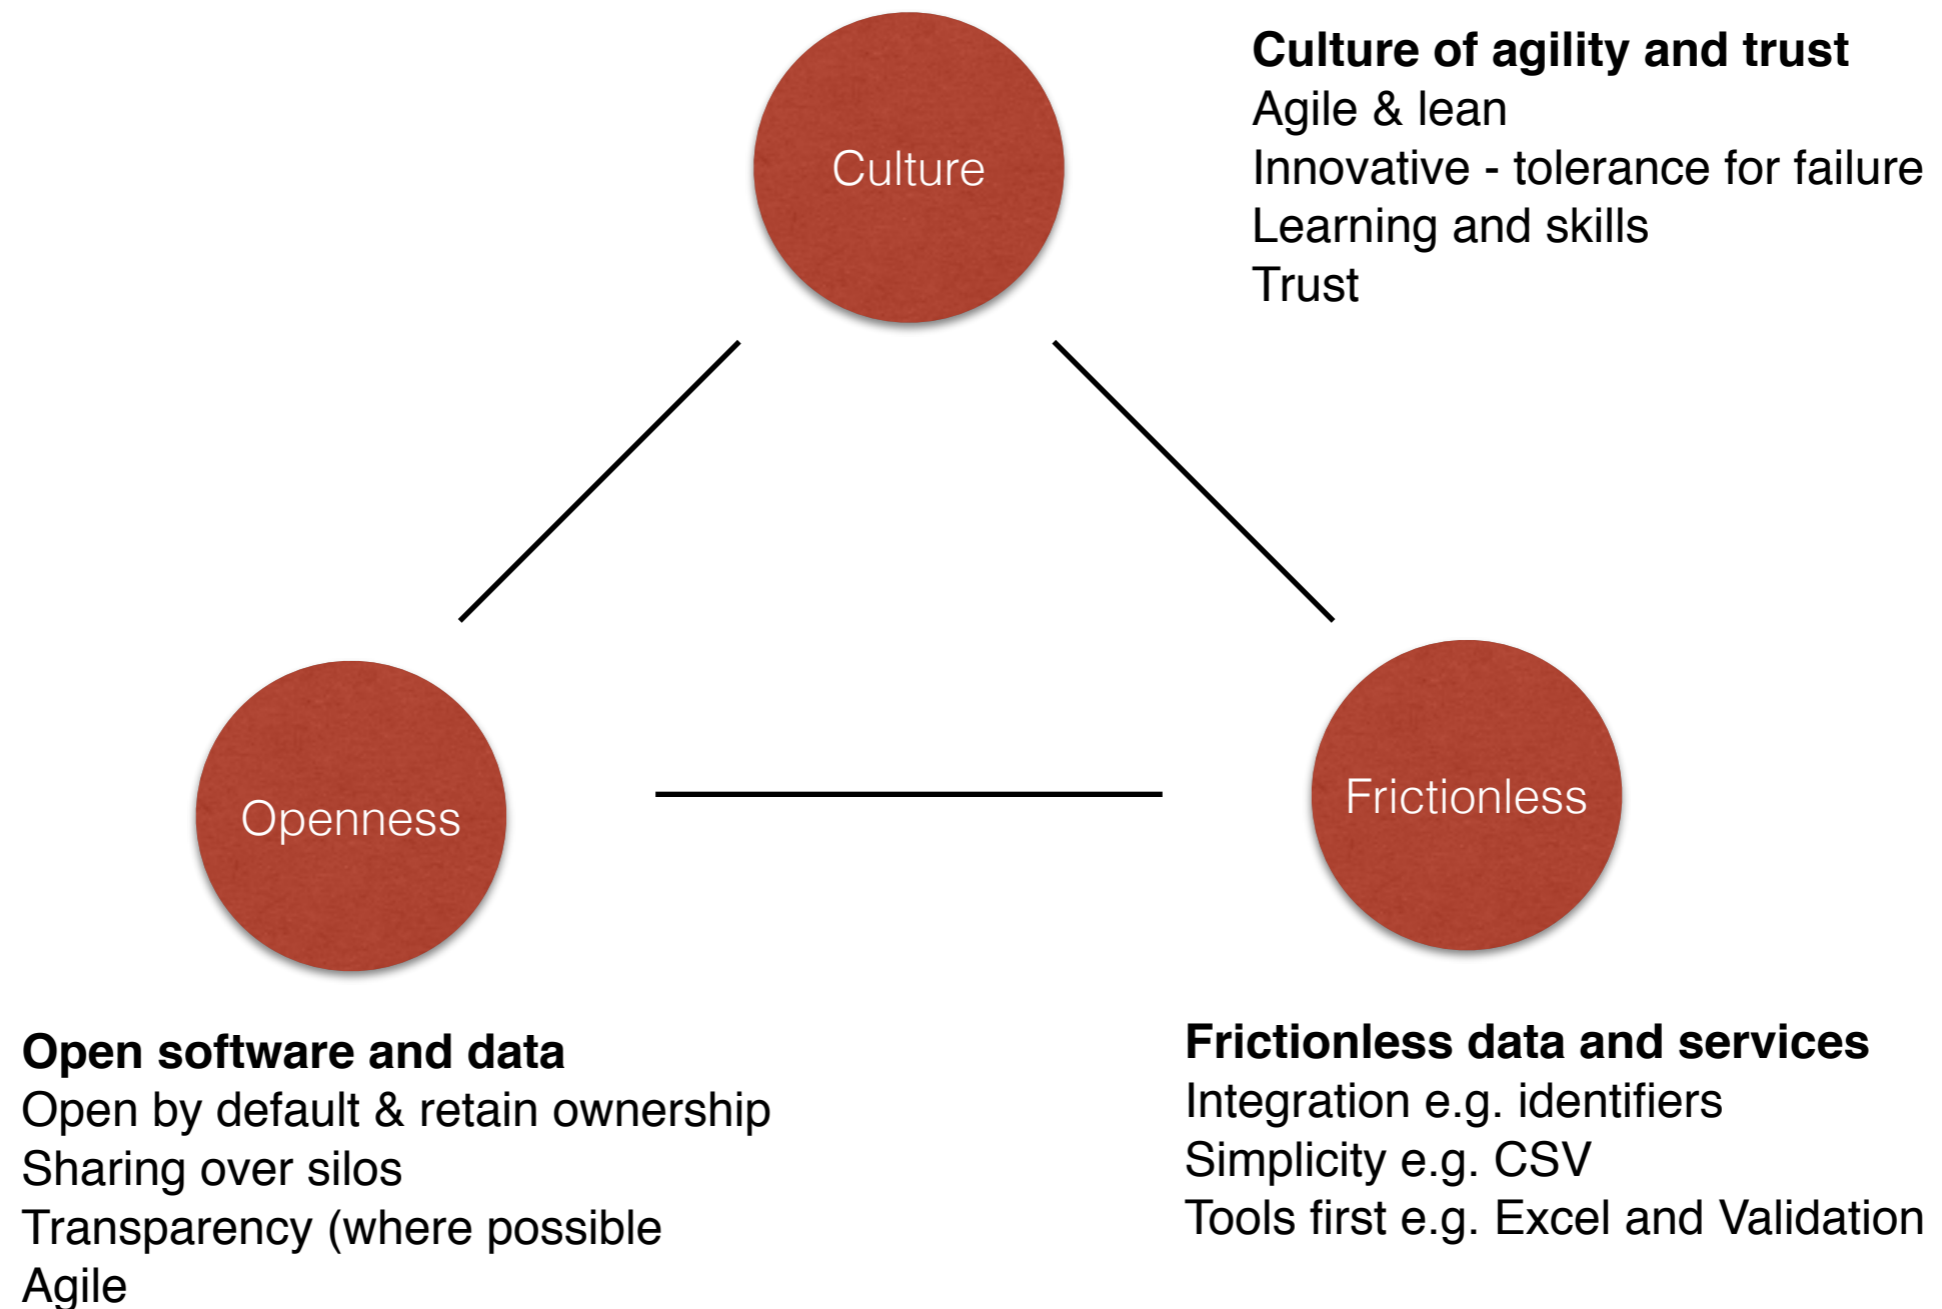 Culture
Culture of agility and trust
Agile & lean
Innovative - tolerance for failure
Learning and skills
Trust
Openness
Frictionless
Open software and data
Open by default & retain ownership
Sharing over silos
Transparency (where possible
Agile
Frictionless data and services
Integration e.g. identifiers
Simplicity e.g. CSV
Tools first e.g. Excel and Validation